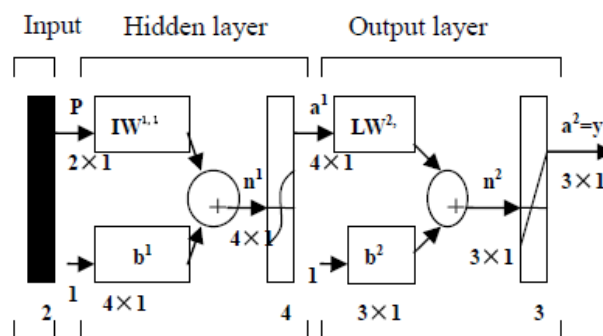 Input Hidden layer Output layer
P a¹ a²=y
IW¹,¹ LW²,
2×1 4×1 3×1
n¹ n²
4×1 3×1
b¹ b²
1 1
4×1 3×1
2 4 3